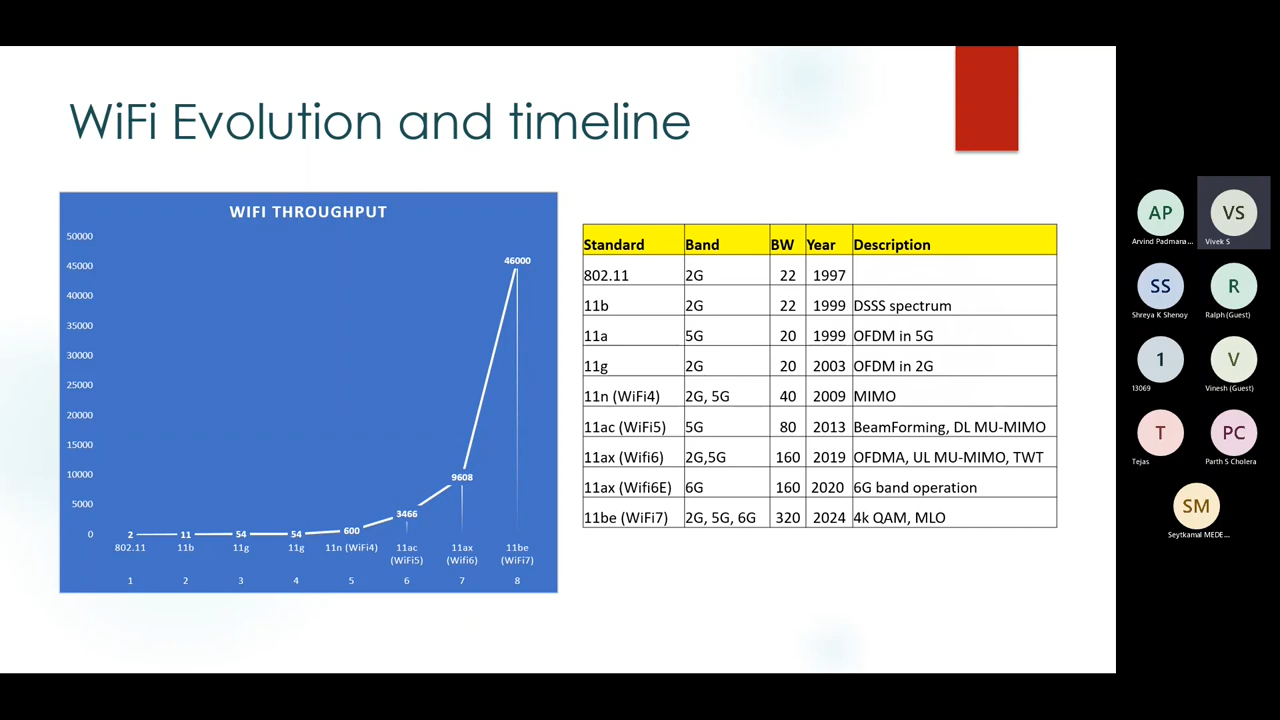 WiFi Evolution and timeline
WIFI THROUGHPUT
50000
45000
40000
35000
30000
25000
20000
15000
10000
5000
0
2
11
54
54
600
3466
9608
46000
802.11 11b 11g 11g 11n (WiFi4) 11ac 11ax 11be
(WiFi5) (Wifi6) (WiFi7)
1 2 3 4 5 6 7 8
Standard Band BW Year Description
802.11 2G 22 1997
11b 2G 22 1999 DSSS spectrum
11a 5G 20 1999 OFDM in 5G
11g 2G 20 2003 OFDM in 2G
11n (WiFi4) 2G, 5G 40 2009 MIMO
11ac (WiFi5) 5G 80 2013 BeamForming, DL MU-MIMO
11ax (Wifi6) 2G,5G 160 2019 OFDMA, UL MU-MIMO, TWT
11ax (Wifi6E) 6G 160 2020 6G band operation
11be (WiFi7) 2G, 5G, 6G 320 2024 4k QAM, MLO
AP VS
Arvind Padmana... Vivek S
SS R
Shreya K Shenoy Ralph (Guest)
1 V
13069 Vinesh (Guest)
T PC
Tejas Parth S Cholera
SM
Seytkamal MEDE...